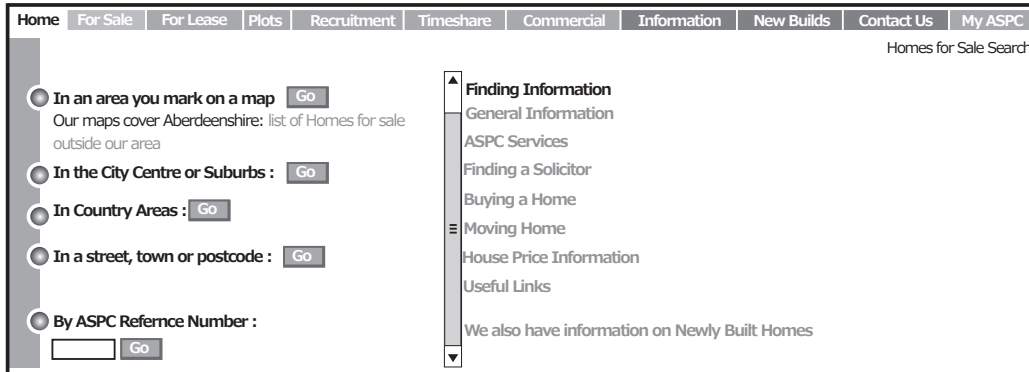 Home For Sale For Lease Plots Recruitment Timeshare Commercial Information New Builds Contact Us My ASPC
Homes for Sale Search
In an area you mark on a map Go
Our maps cover Aberdeenshire: list of Homes for sale
outside our area
In the City Centre or Suburbs : Go
In Country Areas : Go
In a street, town or postcode : Go
By ASPC Refernce Number :
Go
Finding Information
General Information
ASPC Services
Finding a Solicitor
Buying a Home
Moving Home
House Price Information
Useful Links
We also have information on Newly Built Homes